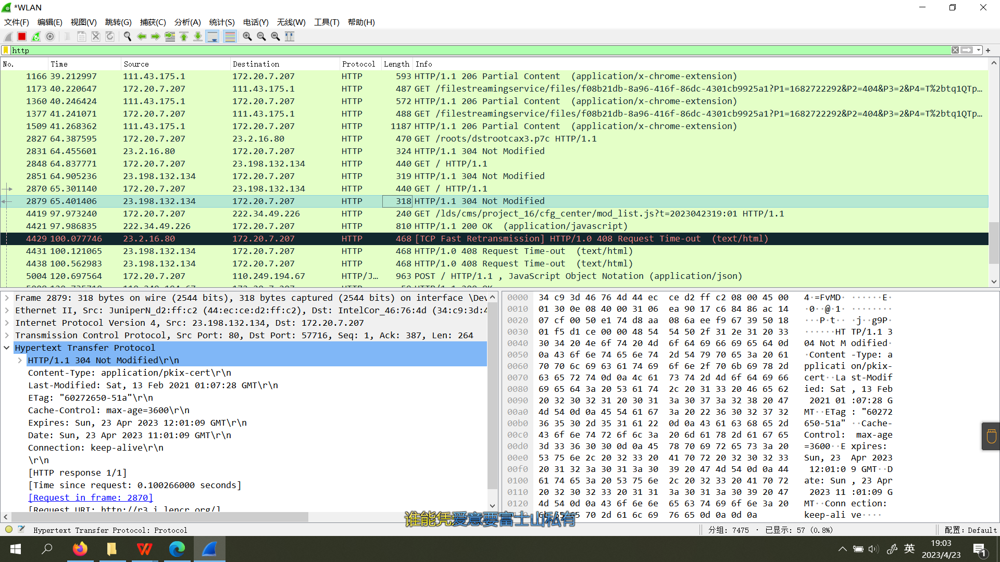 *WLAN
文件(F) 编辑(E) 视图(V) 跳转(G) 捕获(C) 分析(A) 统计(S) 电话(Y) 无线(W) 工具(T) 帮助(H)
http
No. Time Source Destination Protocol Length Info
1166 39.212997 111.43.175.1 172.20.7.207 HTTP 593 HTTP/1.1 206 Partial Content (application/x-chrome-extension)
1173 40.220647 172.20.7.207 111.43.175.1 HTTP 487 GET /filestreamingservice/files/f08b21db-8a96-416f-86dc-4301cb9925a1?P1=1682722292&P2=404&P3=2&P4=T%2btq1QTp…
1360 40.246424 111.43.175.1 172.20.7.207 HTTP 572 HTTP/1.1 206 Partial Content (application/x-chrome-extension)
1377 41.241071 172.20.7.207 111.43.175.1 HTTP 488 GET /filestreamingservice/files/f08b21db-8a96-416f-86dc-4301cb9925a1?P1=1682722292&P2=404&P3=2&P4=T%2btq1QTp…
1509 41.268362 111.43.175.1 172.20.7.207 HTTP 1187 HTTP/1.1 206 Partial Content (application/x-chrome-extension)
2827 64.387595 172.20.7.207 23.2.16.80 HTTP 470 GET /roots/dstrootcax3.p7c HTTP/1.1
2831 64.455601 23.2.16.80 172.20.7.207 HTTP 324 HTTP/1.1 304 Not Modified
2848 64.837771 172.20.7.207 23.198.132.134 HTTP 440 GET / HTTP/1.1
2851 64.905236 23.198.132.134 172.20.7.207 HTTP 319 HTTP/1.1 304 Not Modified
2870 65.301140 172.20.7.207 23.198.132.134 HTTP 440 GET / HTTP/1.1
2879 65.401406 23.198.132.134 172.20.7.207 HTTP 318 HTTP/1.1 304 Not Modified
4419 97.973240 172.20.7.207 222.34.49.226 HTTP 240 GET /lds/cms/project_16/cfg_center/mod_list.js?t=2023042319:01 HTTP/1.1
4421 97.986835 222.34.49.226 172.20.7.207 HTTP 810 HTTP/1.1 200 OK (application/javascript)
4429 100.077746 23.2.16.80 172.20.7.207 HTTP 468 [TCP Fast Retransmission] HTTP/1.0 408 Request Time-out (text/html)
4431 100.121065 23.198.132.134 172.20.7.207 HTTP 468 HTTP/1.0 408 Request Time-out (text/html)
4438 100.562983 23.198.132.134 172.20.7.207 HTTP 468 HTTP/1.0 408 Request Time-out (text/html)
5004 120.697564 172.20.7.207 110.249.194.67 HTTP/J… 963 POST / HTTP/1.1 , JavaScript Object Notation (application/json)
Frame 2879: 318 bytes on wire (2544 bits), 318 bytes captured (2544 bits) on interface \Dev
Ethernet II, Src: JuniperN_d2:ff:c2 (44:ec:ce:d2:ff:c2), Dst: IntelCor_46:76:4d (34:c9:3d:4
Internet Protocol Version 4, Src: 23.198.132.134, Dst: 172.20.7.207
Transmission Control Protocol, Src Port: 80, Dst Port: 57716, Seq: 1, Ack: 387, Len: 264
Hypertext Transfer Protocol
HTTP/1.1 304 Not Modified\r\n
Content-Type: application/pkix-cert\r\n
Last-Modified: Sat, 13 Feb 2021 01:07:28 GMT\r\n
ETag: "60272650-51a"\r\n
Cache-Control: max-age=3600\r\n
Expires: Sun, 23 Apr 2023 12:01:09 GMT\r\n
Date: Sun, 23 Apr 2023 11:01:09 GMT\r\n
Connection: keep-alive\r\n
\r\n
[HTTP response 1/1]
[Time since request: 0.100266000 seconds]
[Request in frame: 2870]
[Request URI: http://r3.i.lencr.org/]
0000 34 c9 3d 46 76 4d 44 ec ce d2 ff c2 08 00 45 00 4·=FvMD· ······E·
0010 01 30 0e 08 40 00 31 06 ea 90 17 c6 84 86 ac 14 ·0··@·1· ········
0020 07 cf 00 50 e1 74 d8 aa 08 6a ee f9 67 39 50 18 ···P·t·· ·j··g9P·
0030 01 f5 d1 ce 00 00 48 54 54 50 2f 31 2e 31 20 33 ······HT TP/1.1 3
0040 30 34 20 4e 6f 74 20 4d 6f 64 69 66 69 65 64 0d 04 Not M odified·
0050 0a 43 6f 6e 74 65 6e 74 2d 54 79 70 65 3a 20 61 ·Content -Type: a
0060 70 70 6c 69 63 61 74 69 6f 6e 2f 70 6b 69 78 2d pplicati on/pkix-
0070 63 65 72 74 0d 0a 4c 61 73 74 2d 4d 6f 64 69 66 cert··La st-Modif
0080 69 65 64 3a 20 53 61 74 2c 20 31 33 20 46 65 62 ied: Sat , 13 Feb
0090 20 32 30 32 31 20 30 31 3a 30 37 3a 32 38 20 47 2021 01 :07:28 G
00a0 4d 54 0d 0a 45 54 61 67 3a 20 22 36 30 32 37 32 MT··ETag : "60272
00b0 36 35 30 2d 35 31 61 22 0d 0a 43 61 63 68 65 2d 650-51a" ··Cache-
00c0 43 6f 6e 74 72 6f 6c 3a 20 6d 61 78 2d 61 67 65 Control: max-age
00d0 3d 33 36 30 30 0d 0a 45 78 70 69 72 65 73 3a 20 =3600··E xpires:
00e0 53 75 6e 2c 20 32 33 20 41 70 72 20 32 30 32 33 Sun, 23 Apr 2023
00f0 20 31 32 3a 30 31 3a 30 39 20 47 4d 54 0d 0a 44 12:01:0 9 GMT··D
0100 61 74 65 3a 20 53 75 6e 2c 20 32 33 20 41 70 72 ate: Sun , 23 Apr
0110 20 32 30 32 33 20 31 31 3a 30 31 3a 30 39 20 47 2023 11 :01:09 G
0120 4d 54 0d 0a 43 6f 6e 6e 65 63 74 69 6f 6e 3a 20 MT··Conn ection:
70 2d 61 6c 69 76 65 0d 0a 0d 0a keep-ali ve····
谁能凭爱意要富士山私有
Hypertext Transfer Protocol: Protocol
分组: 7475 · 已显示: 57 (0.8%)
配置: Default
英
19:03
2023/4/23
1